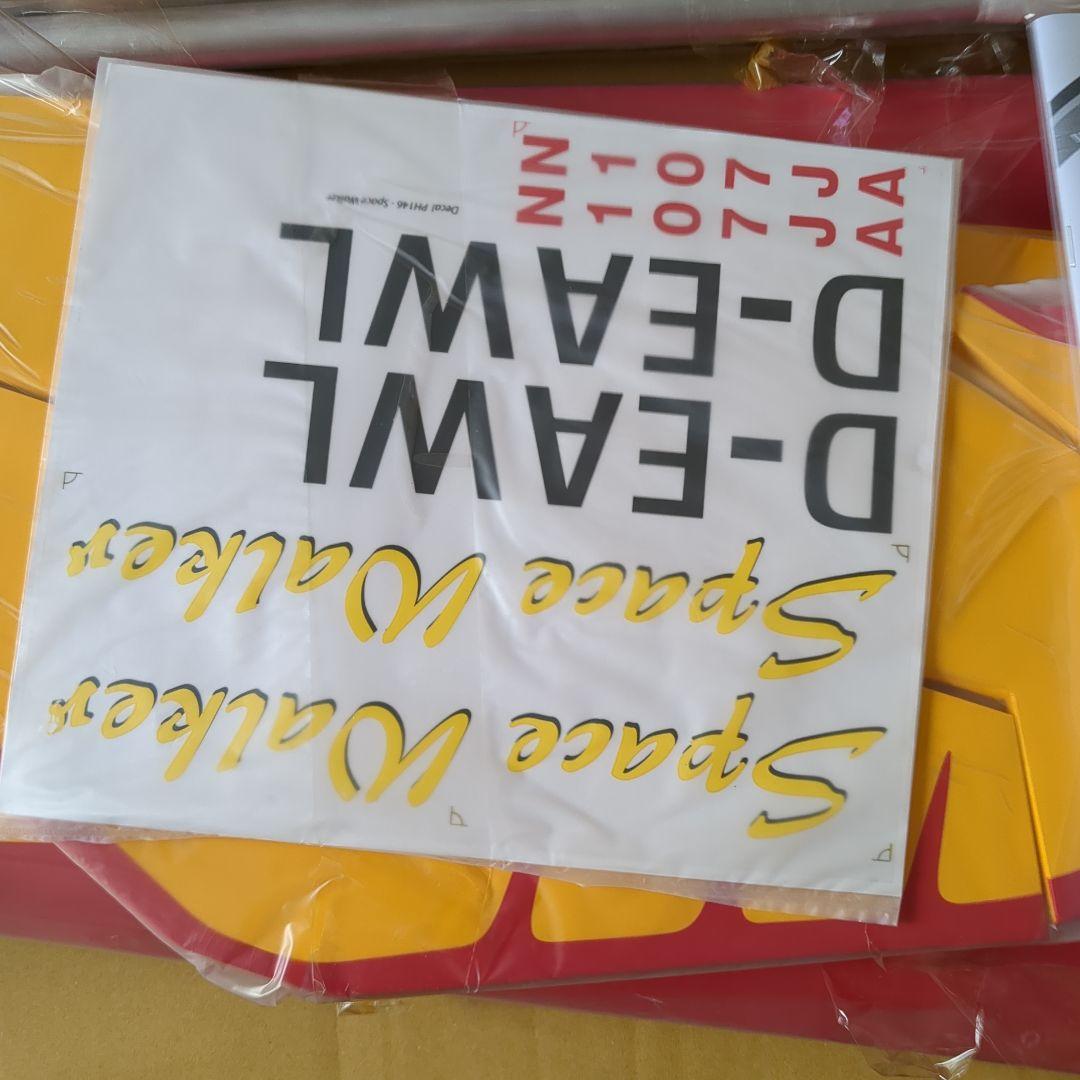 Space Walker
Space Walker
D-EAWL
D-EAWL
Decal PH146 - Space Walker
N107JA
N107JA